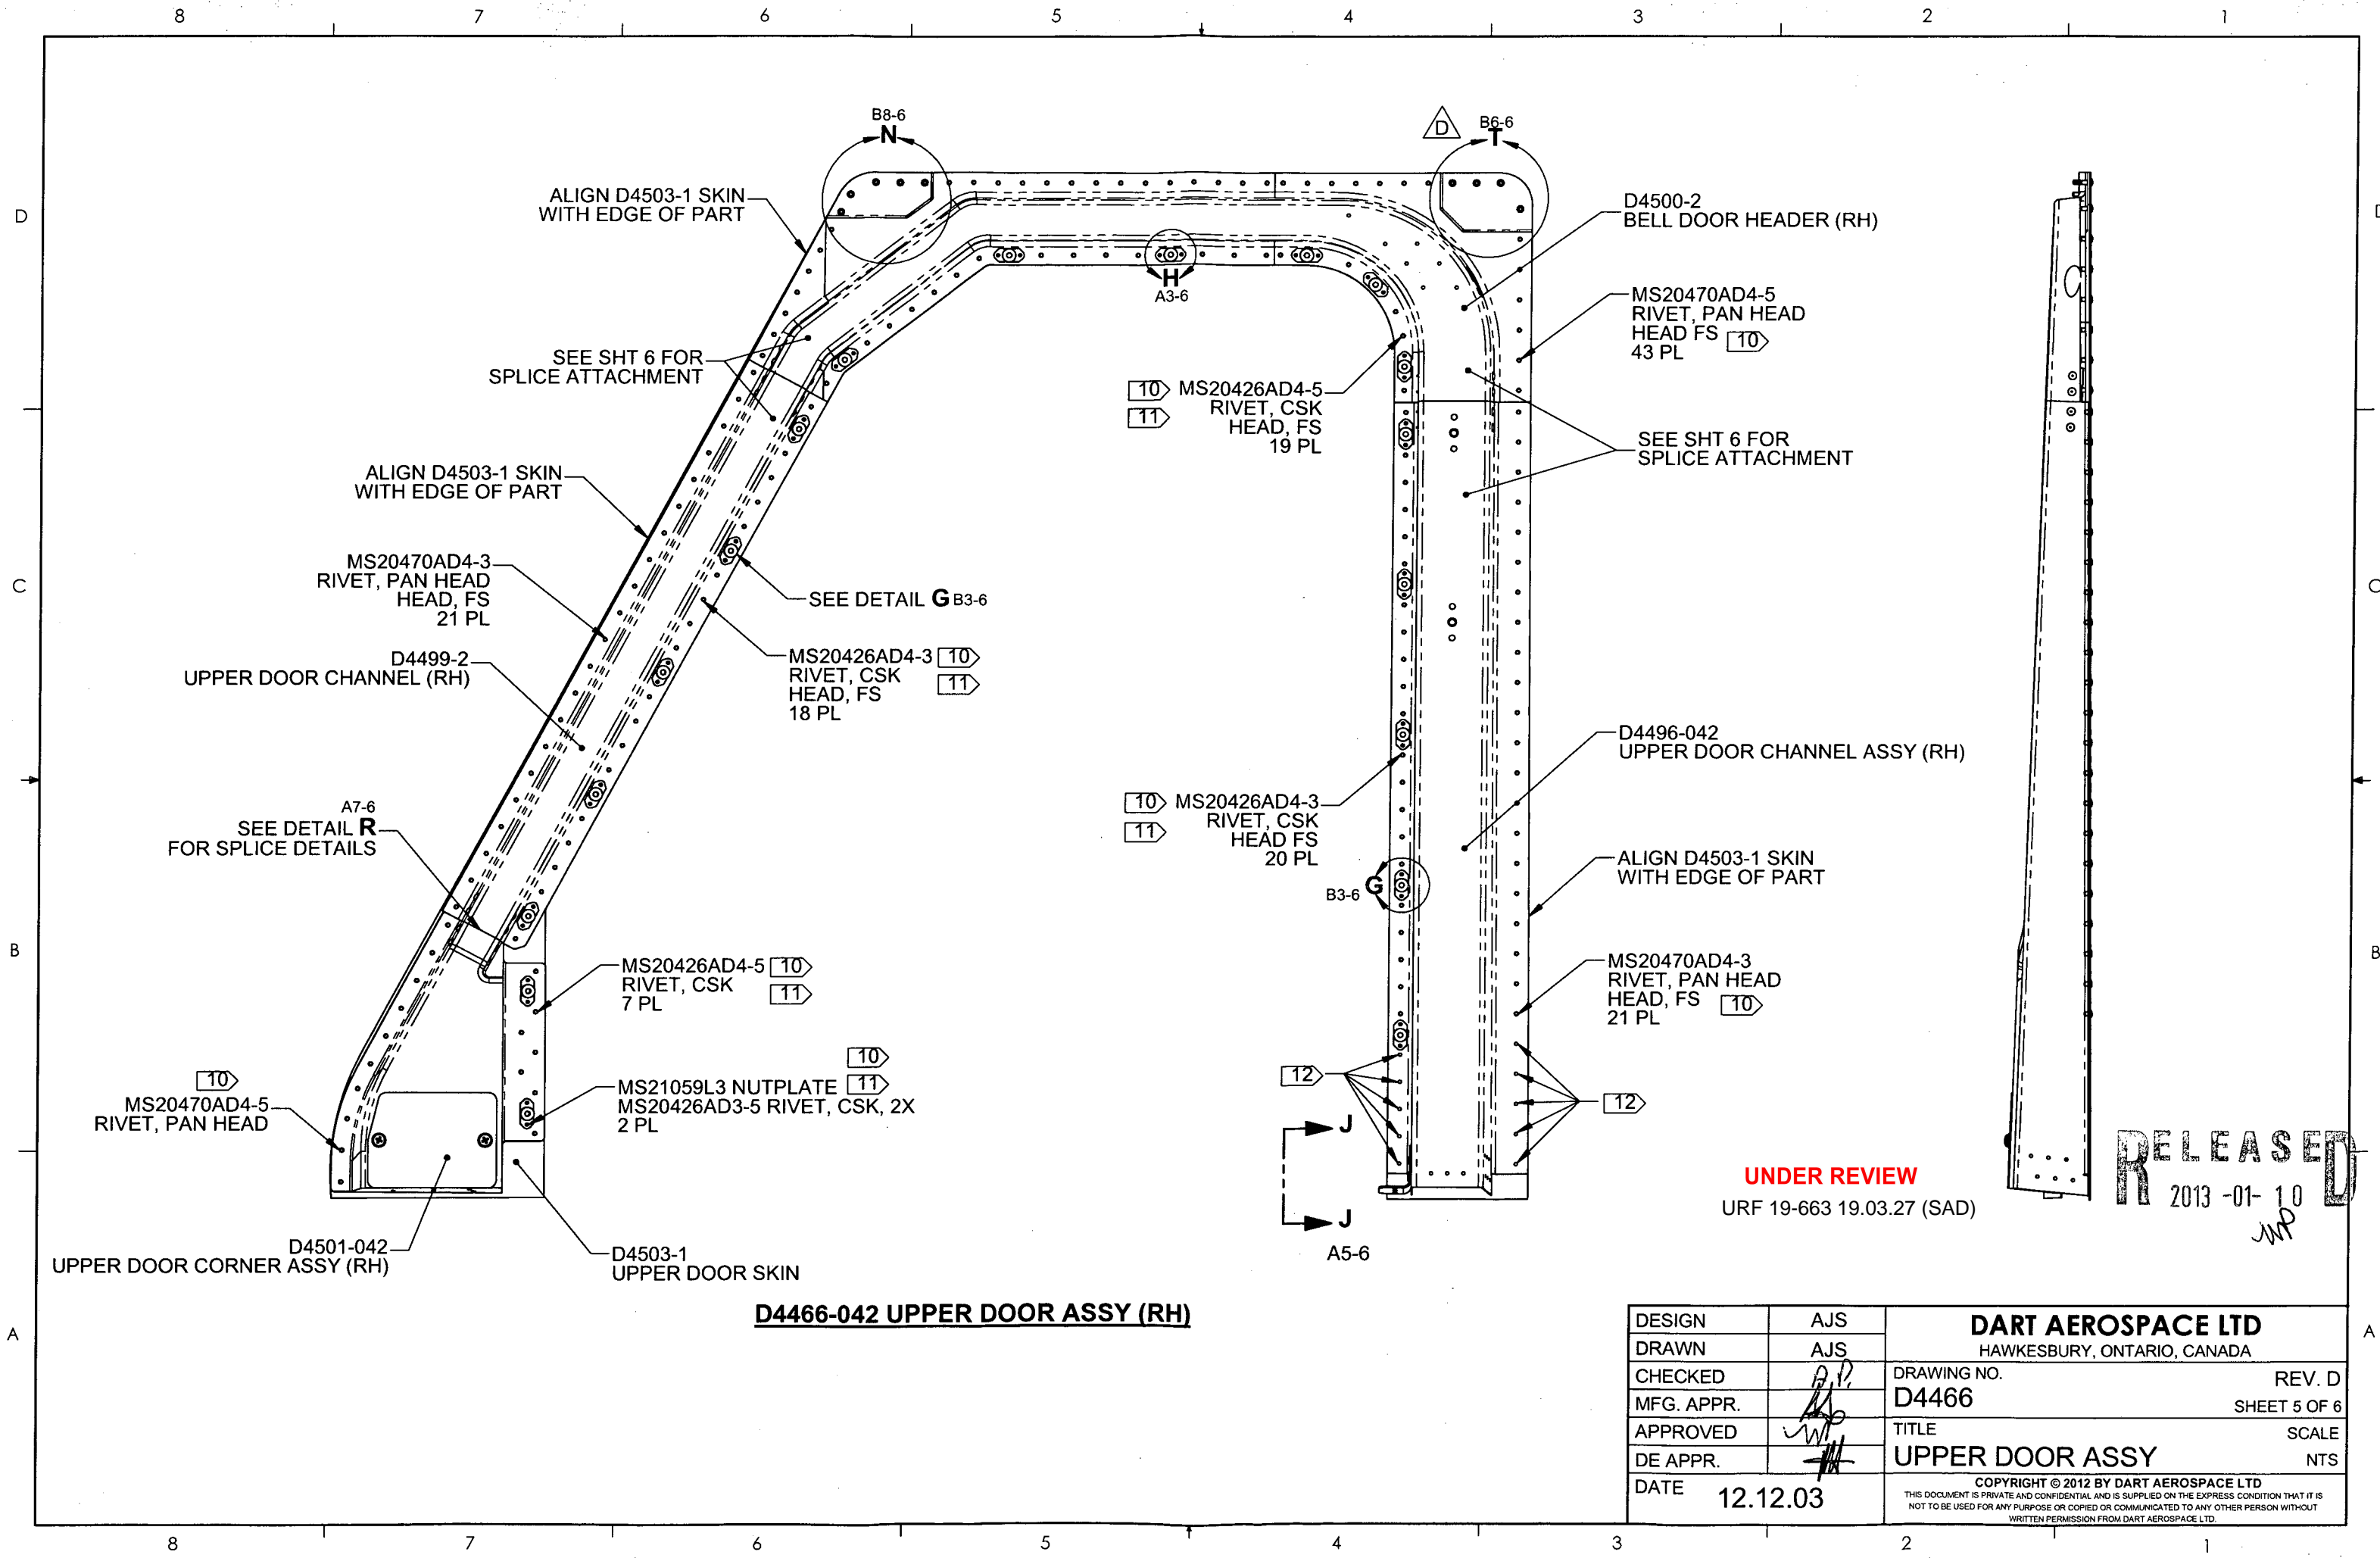 8 7 6 5 4 3 2 1
B8-6
N
D
B6-6
T
ALIGN D4503-1 SKIN
WITH EDGE OF PART
D4500-2
BELL DOOR HEADER (RH)
D
H
A3-6
MS20470AD4-5
RIVET, PAN HEAD
HEAD FS 10
43 PL
SEE SHT 6 FOR
SPLICE ATTACHMENT
10 MS20426AD4-5
11 RIVET, CSK
HEAD, FS
19 PL
SEE SHT 6 FOR
SPLICE ATTACHMENT
ALIGN D4503-1 SKIN
WITH EDGE OF PART
MS20470AD4-3
RIVET, PAN HEAD
HEAD, FS
21 PL
C
C
SEE DETAIL G B3-6
D4499-2
UPPER DOOR CHANNEL (RH)
MS20426AD4-3 10
RIVET, CSK 11
HEAD, FS
18 PL
D4496-042
UPPER DOOR CHANNEL ASSY (RH)
A7-6
SEE DETAIL R
FOR SPLICE DETAILS
10 MS20426AD4-3
11 RIVET, CSK
HEAD FS
20 PL
B3-6 G
ALIGN D4503-1 SKIN
WITH EDGE OF PART
B
B
MS20426AD4-5 10
RIVET, CSK 11
7 PL
MS20470AD4-3
RIVET, PAN HEAD
HEAD, FS 10
21 PL
10
MS21059L3 NUTPLATE 11
MS20426AD3-5 RIVET, CSK, 2X
2 PL
10
MS20470AD4-5
RIVET, PAN HEAD
12
12
J
J
A5-6
UNDER REVIEW
URF 19-663 19.03.27 (SAD)
RELEASED
2013 -01- 10
D4501-042
UPPER DOOR CORNER ASSY (RH)
D4503-1
UPPER DOOR SKIN
D4466-042 UPPER DOOR ASSY (RH)
A
A
DESIGN AJS
DRAWN AJS
CHECKED A.P.
MFG. APPR.
APPROVED
DE APPR.
DATE 12.12.03
DART AEROSPACE LTD
HAWKESBURY, ONTARIO, CANADA
DRAWING NO. REV. D
D4466 SHEET 5 OF 6
TITLE SCALE
UPPER DOOR ASSY NTS
COPYRIGHT © 2012 BY DART AEROSPACE LTD
THIS DOCUMENT IS PRIVATE AND CONFIDENTIAL AND IS SUPPLIED ON THE EXPRESS CONDITION THAT IT IS
NOT TO BE USED FOR ANY PURPOSE OR COPIED OR COMMUNICATED TO ANY OTHER PERSON WITHOUT
WRITTEN PERMISSION FROM DART AEROSPACE LTD.
8 7 6 5 4 3 2 1